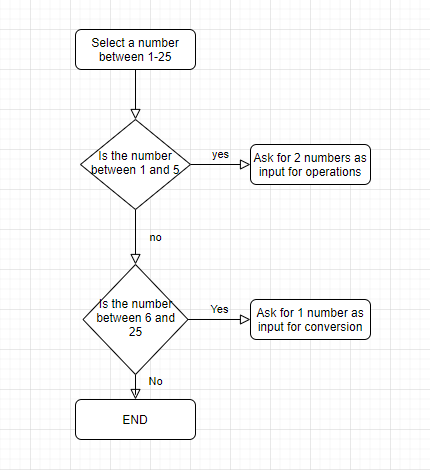 Select a number
between 1-25
Is the number
between 1 and 5
yes
Ask for 2 numbers as
input for operations
no
Is the number
between 6 and
25
Yes
Ask for 1 number as
input for conversion
No
END